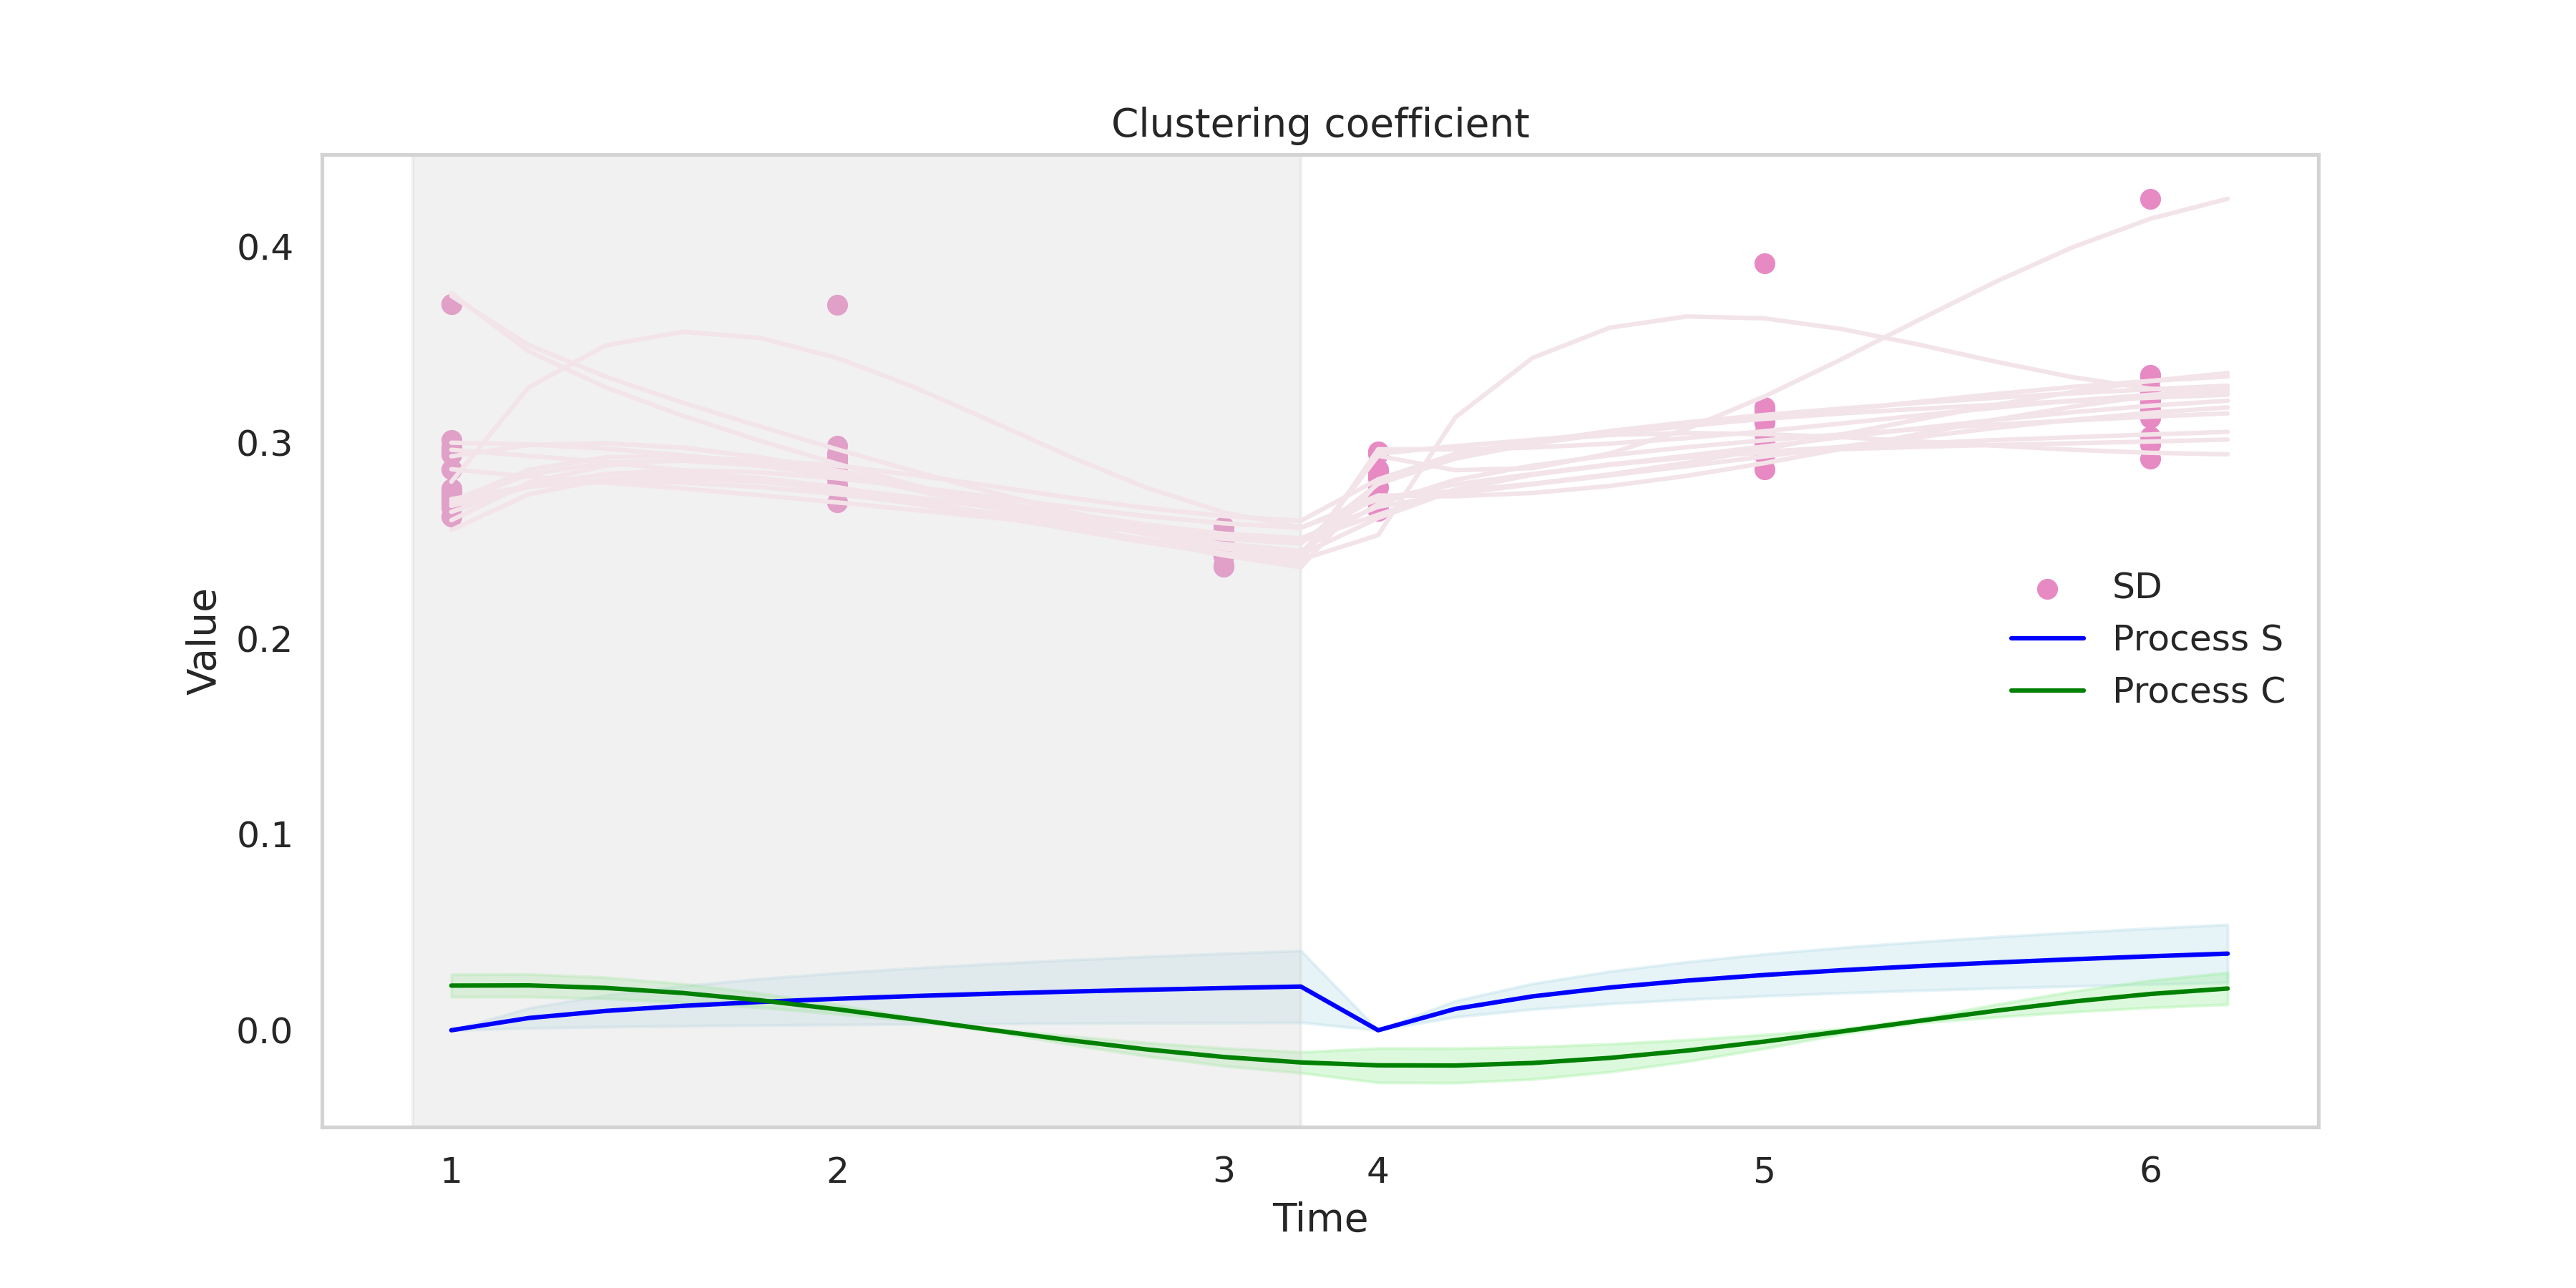 Clustering coefficient
0.4
0.3
0.2
0.1
0.0
Value
SD
Process S
Process C
1 2 3 4 5 6
Time